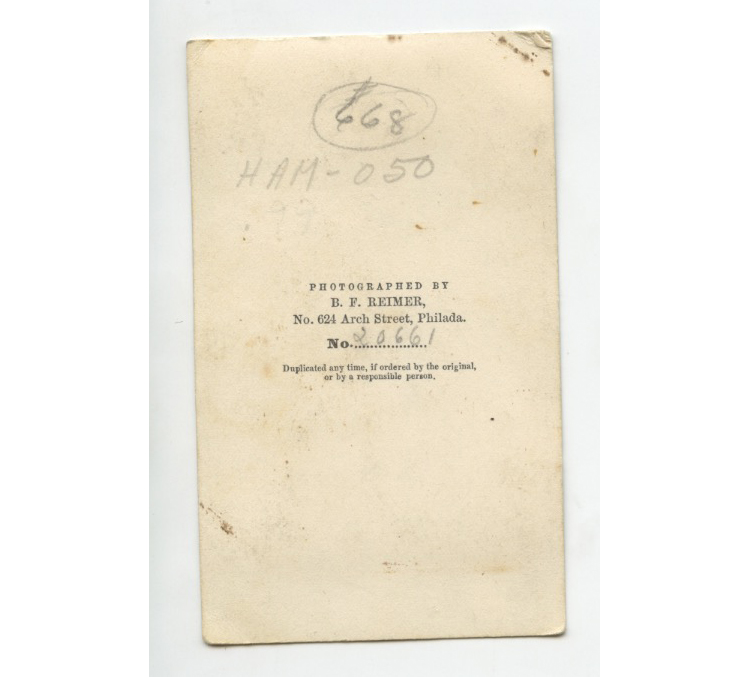 668
HAM-050
PHOTOGRAPHED BY
B. F. REIMER,
No. 624 Arch Street, Philada.
No. 20661
Duplicated any time, if ordered by the original,
or by a responsible person.